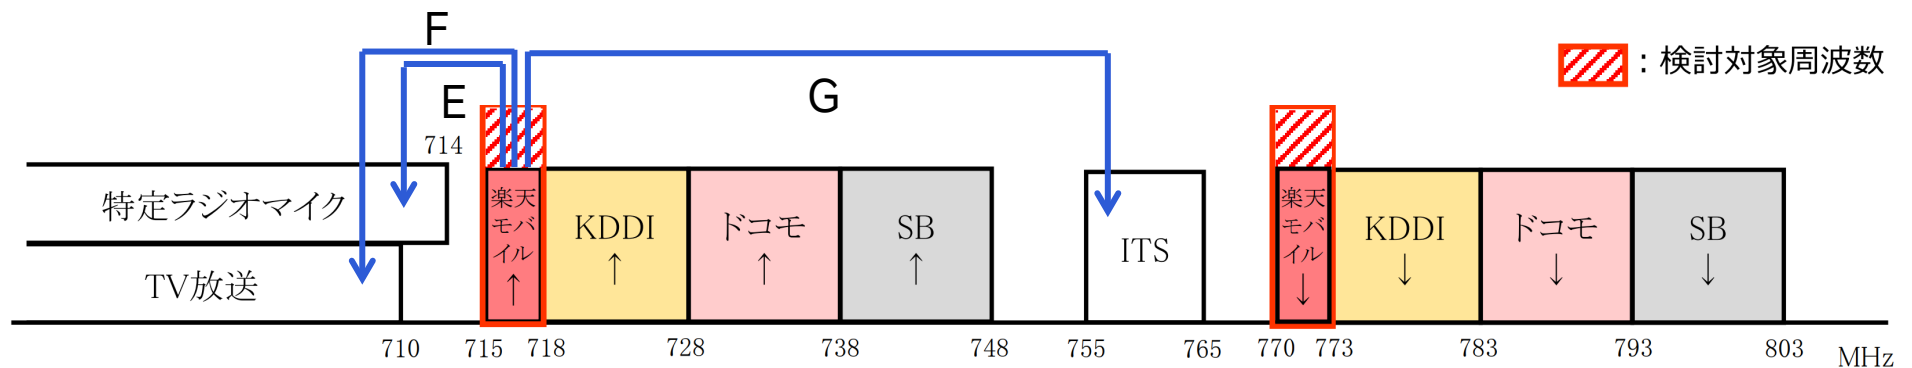 F
E
G
：検討対象周波数
714
特定ラジオマイク
TV放送
楽天
モバ
イル
↑
KDDI
↑
ドコモ
↑
SB
↑
ITS
楽天
モバ
イル
↓
KDDI
↓
ドコモ
↓
SB
↓
710 715 718 728 738 748 755 765 770 773 783 793 803 MHz